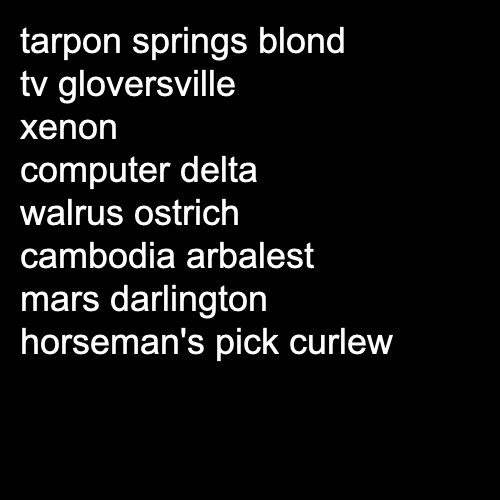 tarpon springs blond
tv gloversville
xenon
computer delta
walrus ostrich
cambodia arbalest
mars darlington
horseman's pick curlew